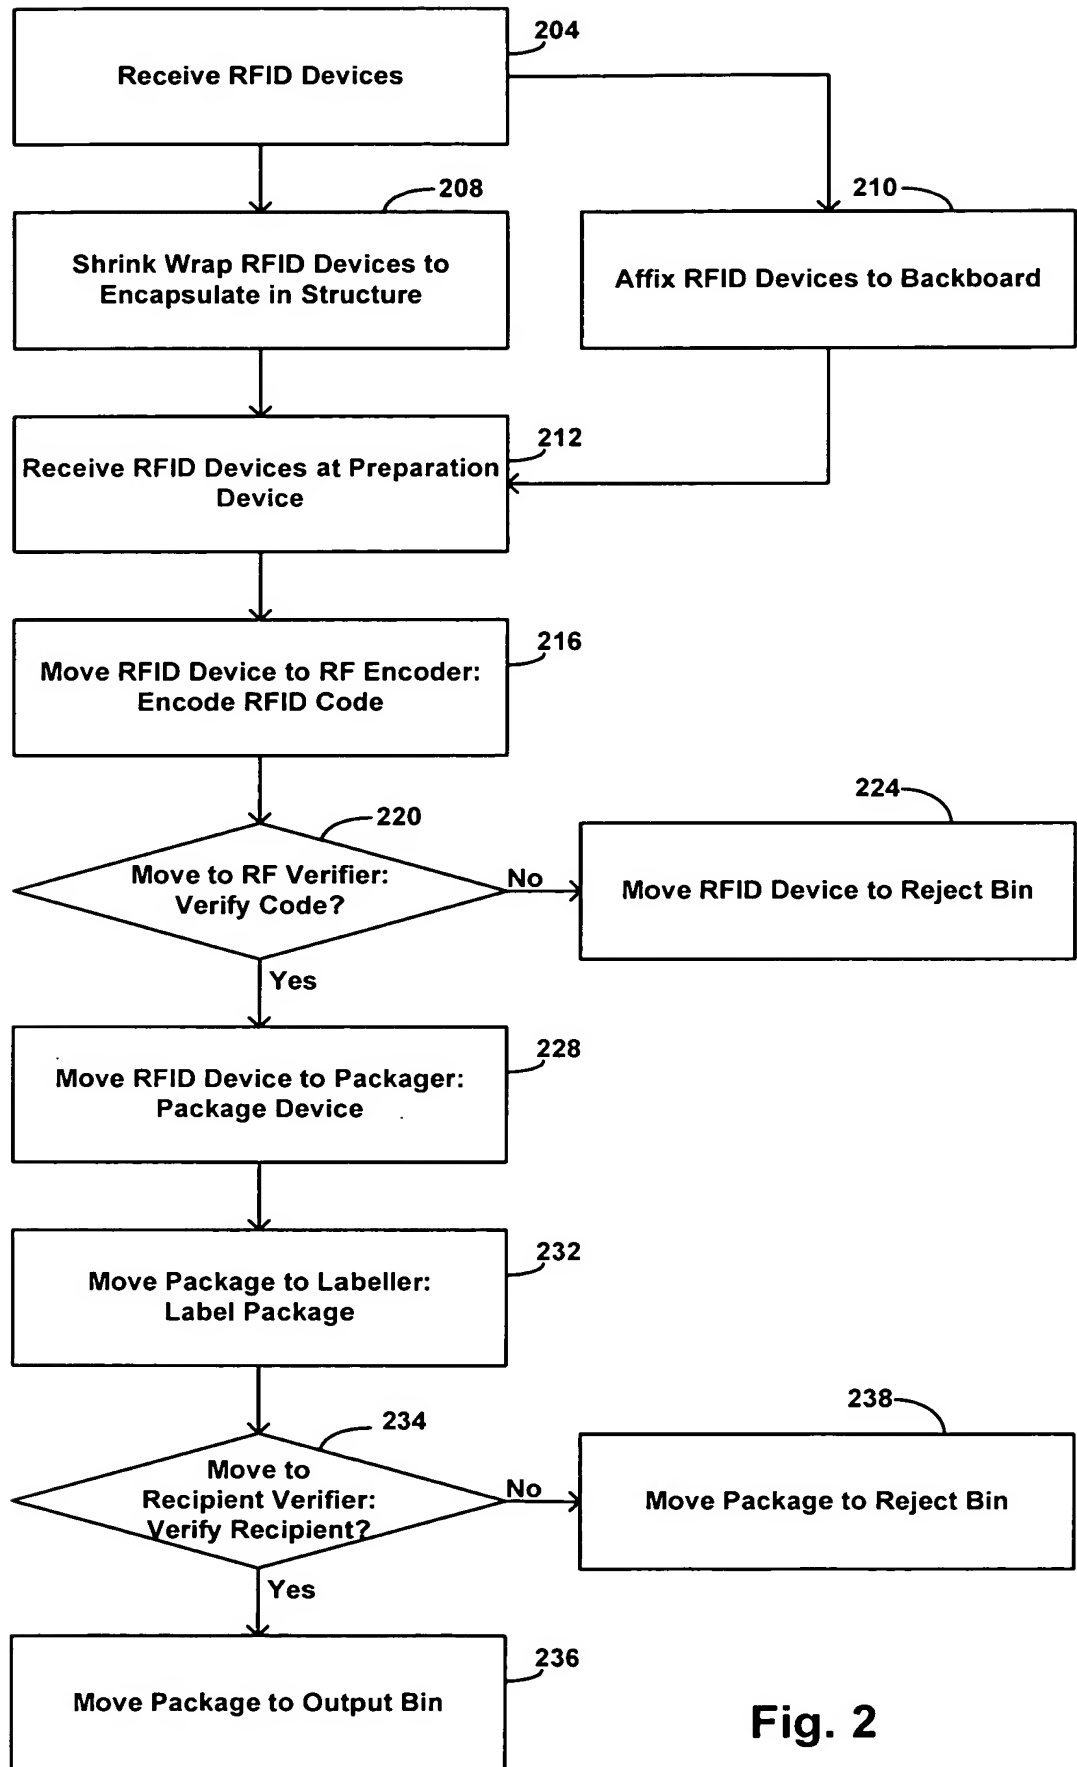 204
Receive RFID Devices
208
210
Shrink Wrap RFID Devices to
Encapsulate in Structure
Affix RFID Devices to Backboard
212
Receive RFID Devices at Preparation
Device
216
Move RFID Device to RF Encoder:
Encode RFID Code
220
224
Move to RF Verifier:
Verify Code?
No
Move RFID Device to Reject Bin
Yes
228
Move RFID Device to Packager:
Package Device
232
Move Package to Labeller:
Label Package
234
238
Move to
Recipient Verifier:
Verify Recipient?
No
Move Package to Reject Bin
Yes
236
Move Package to Output Bin
Fig. 2